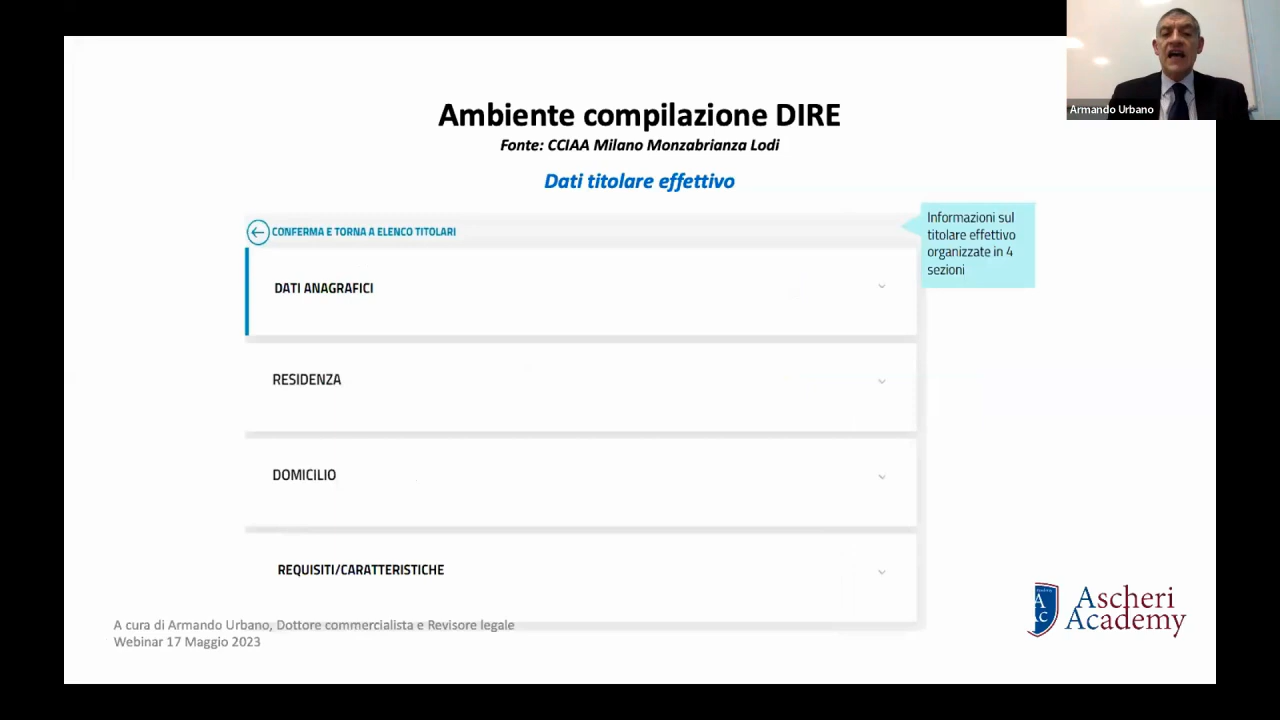 Ambiente compilazione DIRE
Fonte: CCIAA Milano Monzabrianza Lodi
Dati titolare effettivo
Armando Urbano
CONFERMA E TORNA A ELENCO TITOLARI
Informazioni sul
titolare effettivo
organizzate in 4
sezioni
DATI ANAGRAFICI
RESIDENZA
DOMICILIO
REQUISITI/CARATTERISTICHE
A cura di Armando Urbano, Dottore commercialista e Revisore legale
Webinar 17 Maggio 2023
A
AC
Ascheri
Academy